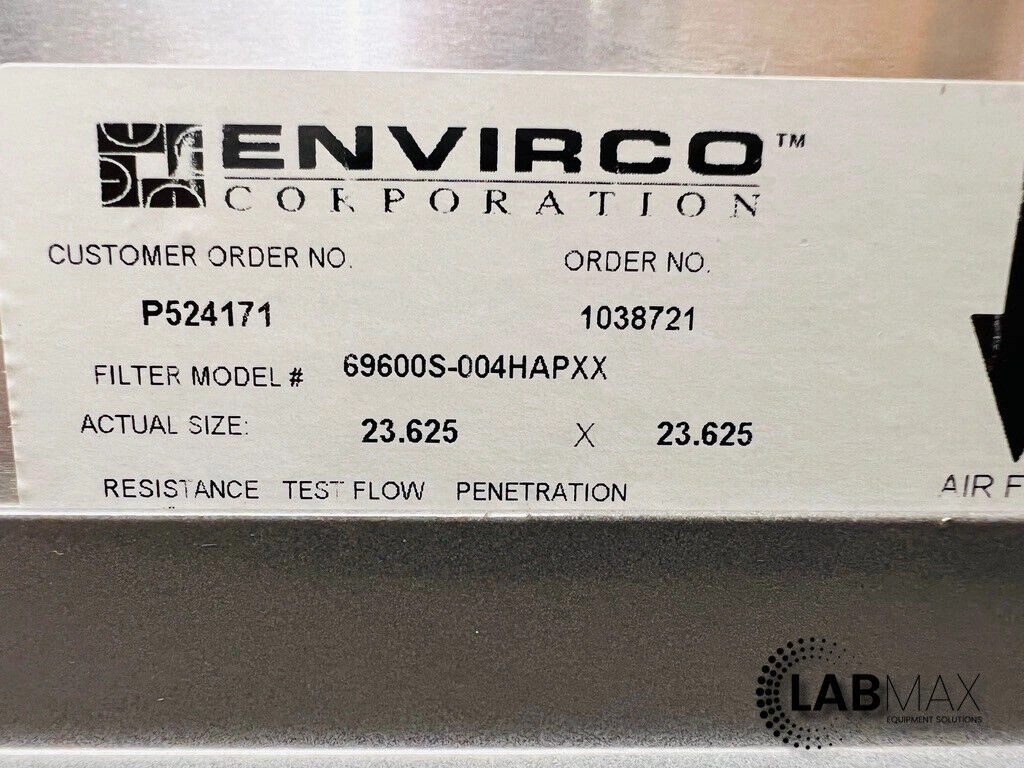 ENVIRCO™
CORPORATION
CUSTOMER ORDER NO. ORDER NO.
P524171 1038721
FILTER MODEL # 69600S-004HAPXX
ACTUAL SIZE: 23.625 X 23.625
RESISTANCE TEST FLOW PENETRATION AIR F
LABMAX
EQUIPMENT SOLUTIONS